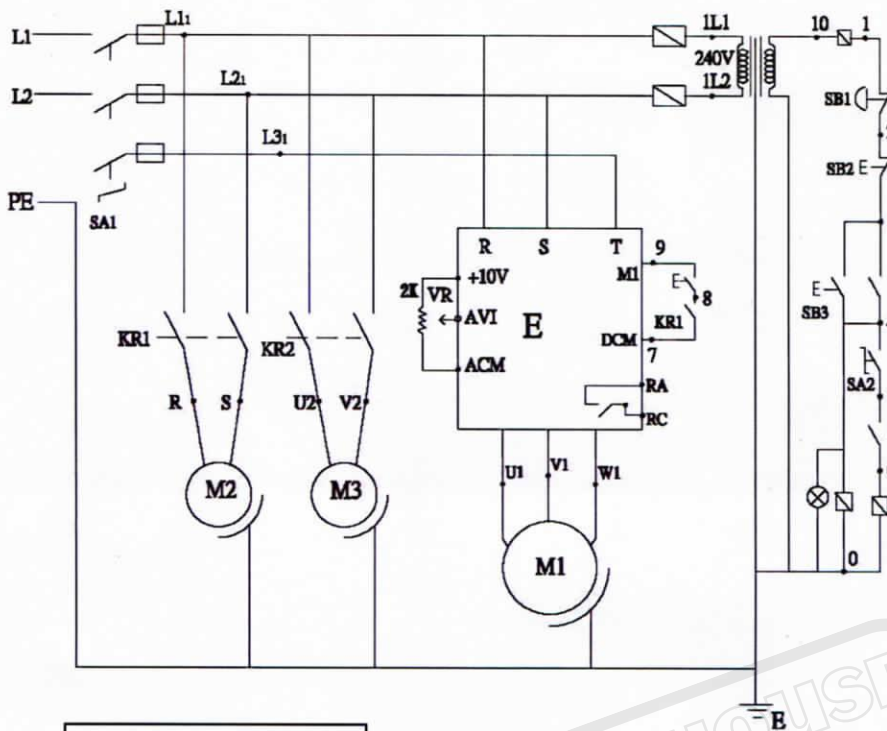 L1
L1₁
1L1
10
1
240V
L2
L2₁
1L2
SB1
L3₁
SB2
PE
SA1
R
S
T
9
+10V
M1
2K
VR
AVI
E
8
KR1
SB3
KR1
KR2
DCM
7
ACM
SA2
RA
RC
R
S
U2
V2
U1
V1
W1
M2
M3
M1
0
E